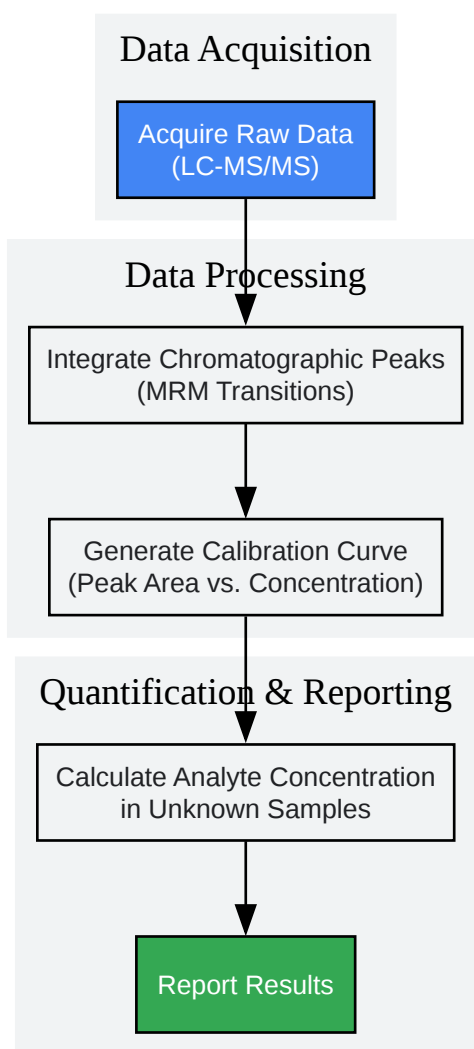 Data Acquisition
Acquire Raw Data
(LC-MS/MS)
Data Processing
Integrate Chromatographic Peaks
(MRM Transitions)
Generate Calibration Curve
(Peak Area vs. Concentration)
Quantification & Reporting
Calculate Analyte Concentration
in Unknown Samples
Report Results